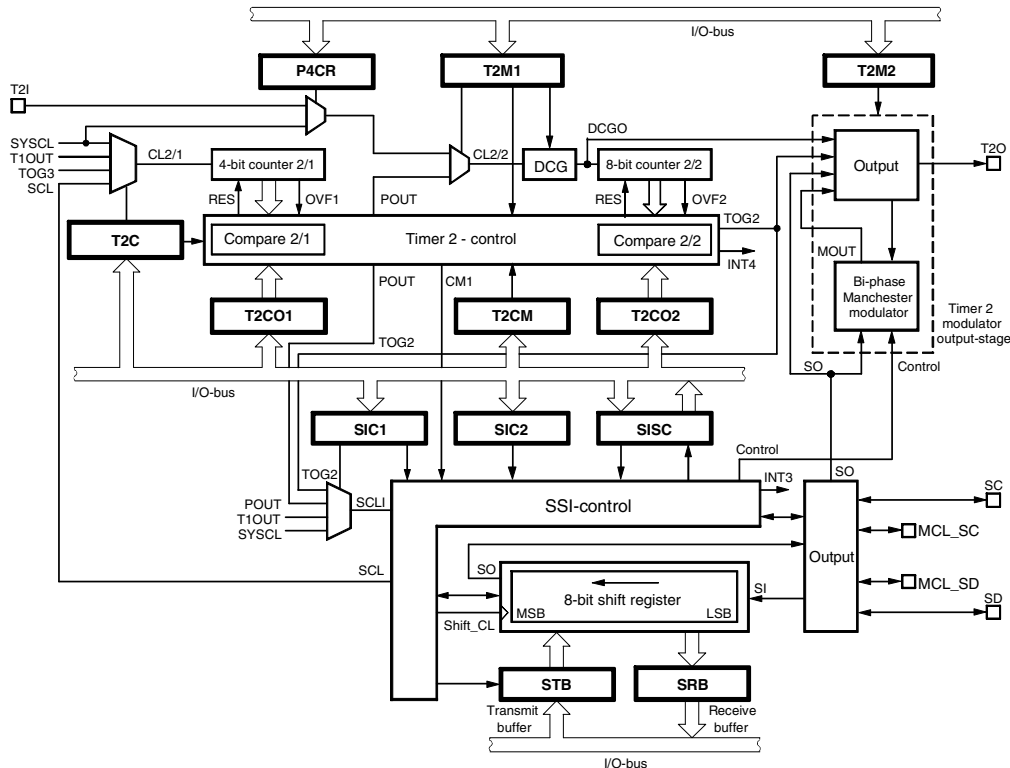 I/O-bus
P4CR
T2M1
T2M2
T2I
SYSCL
T1OUT
TOG3
SCL
CL2/1
4-bit counter 2/1
CL2/2
DCG
DCGO
8-bit counter 2/2
Output
T2O
RES
OVF1
POUT
RES
OVF2
TOG2
T2C
Compare 2/1
Timer 2 - control
Compare 2/2
INT4
MOUT
Bi-phase
Manchester
modulator
POUT
CM1
T2CO1
T2CM
T2CO2
TOG2
Timer 2
modulator
output-stage
I/O-bus
SO
Control
SIC1
SIC2
SISC
Control
TOG2
POUT
T1OUT
SYSCL
SCLI
INT3
SO
SSI-control
SC
MCL_SC
Output
SCL
SO
SI
MCL_SD
SD
8-bit shift register
MSB
LSB
Shift_CL
STB
SRB
Transmit
buffer
Receive
buffer
I/O-bus